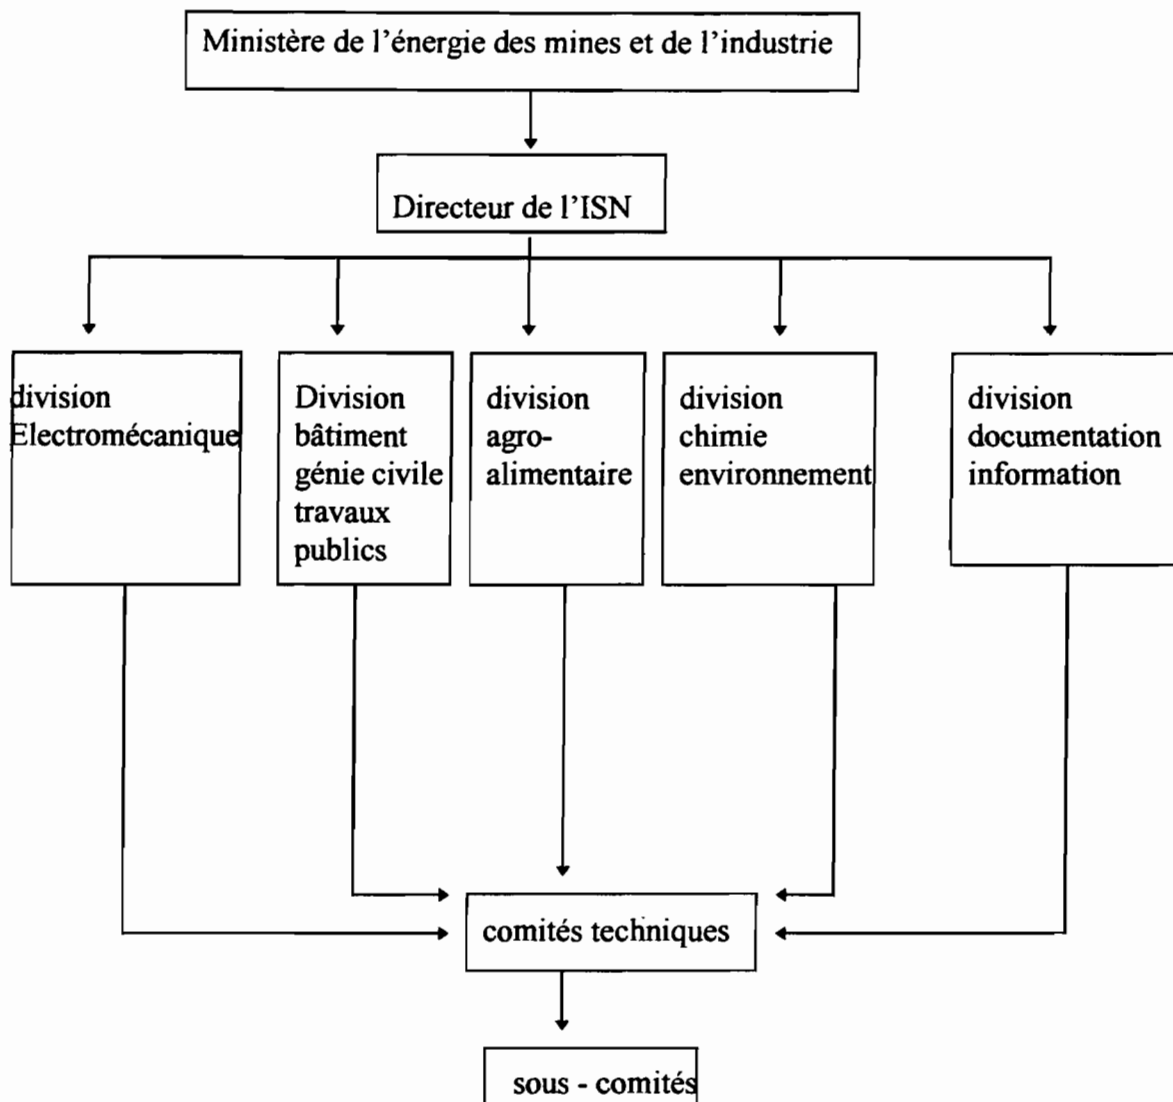 Ministère de l'énergie des mines et de l'industrie
Directeur de l'ISN
division
Electromécanique
Division
bâtiment
génie civile
travaux
publics
division
agro-
alimentaire
division
chimie
environnement
division
documentation
information
comités techniques
sous - comités